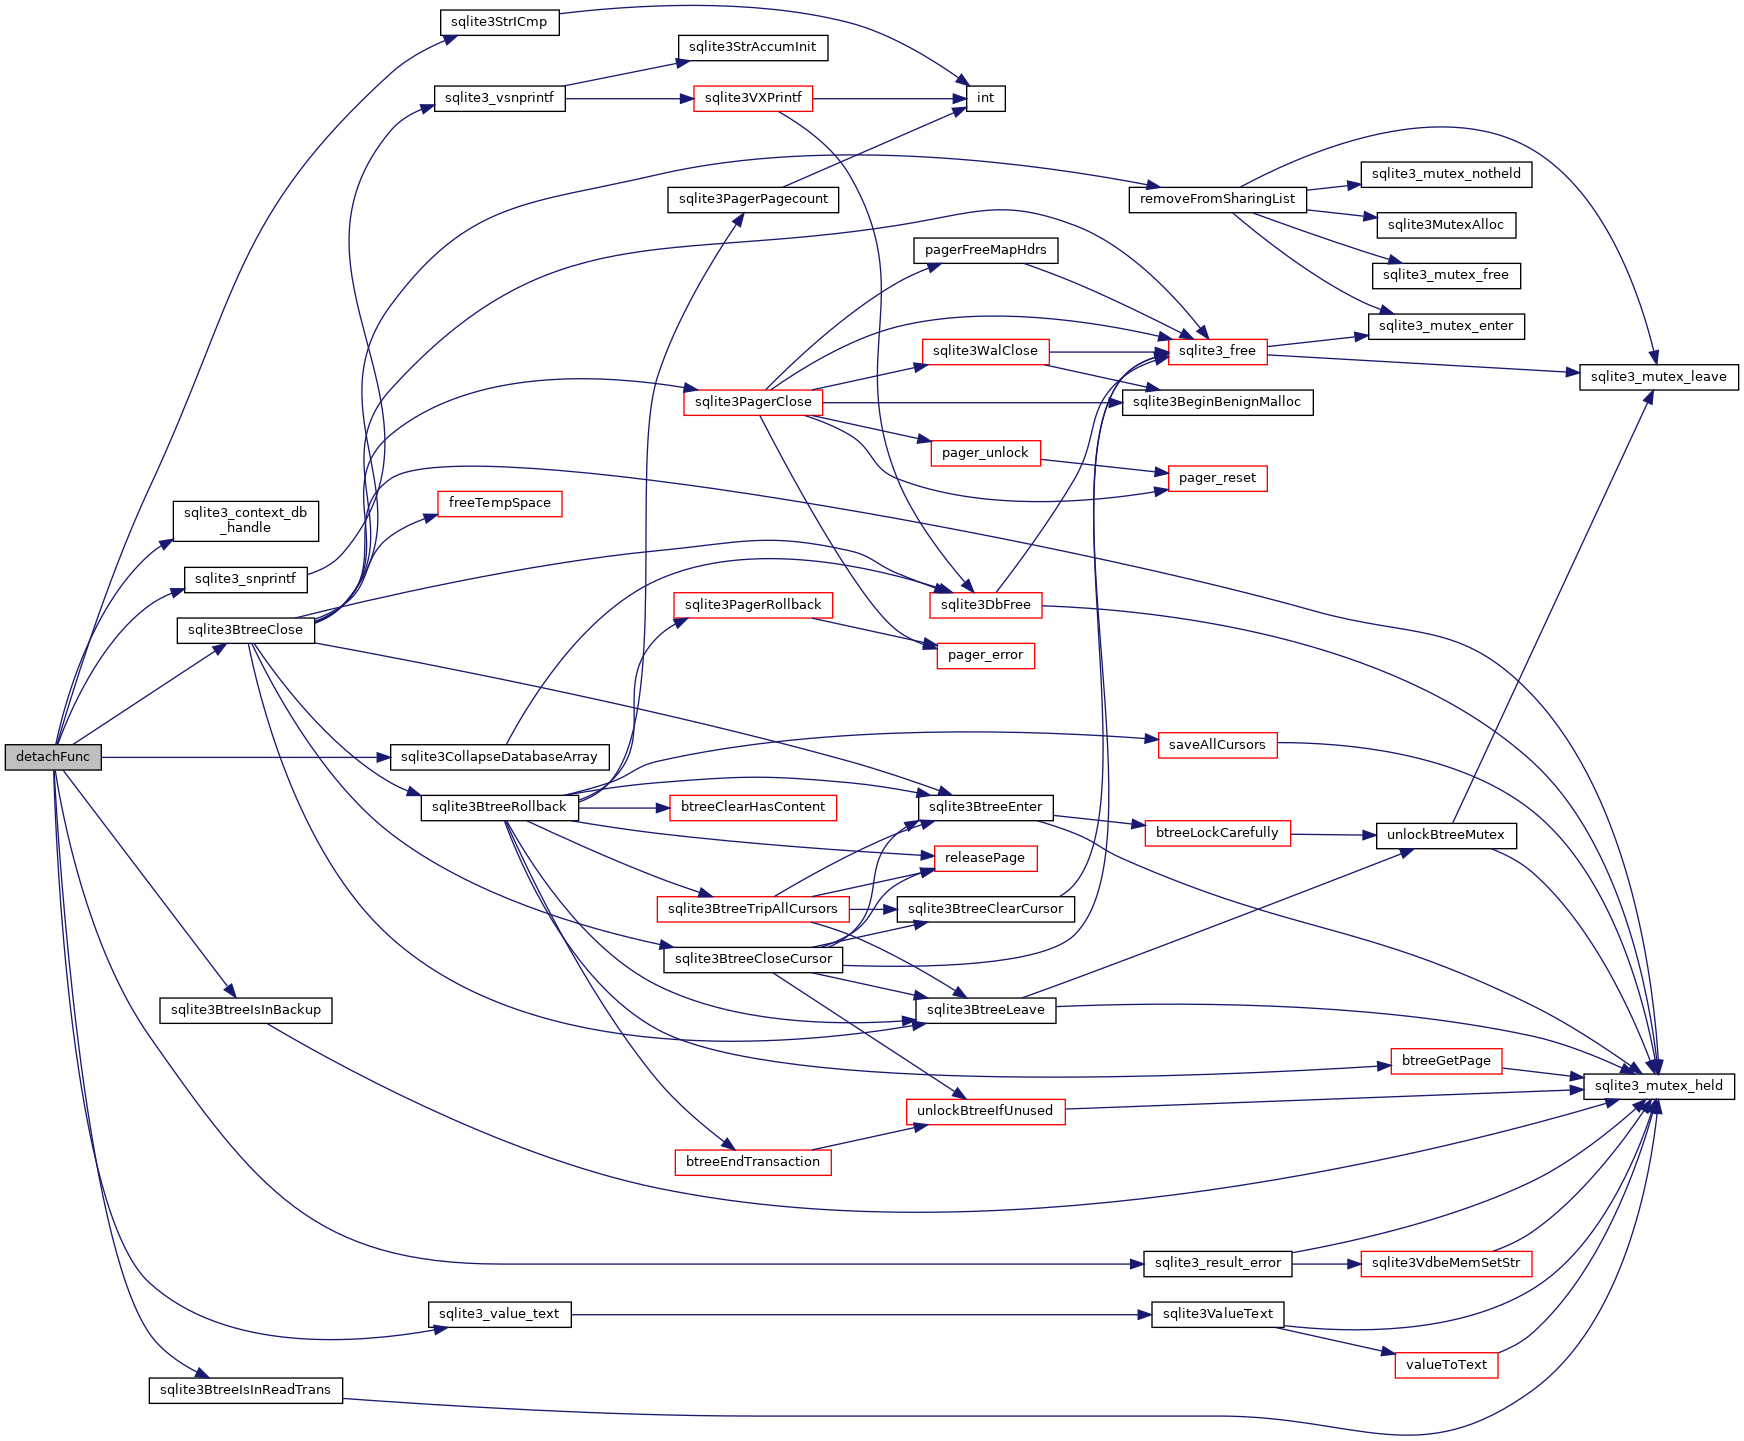 sqlite3StrICmp
sqlite3StrAccumInit
sqlite3_vsnprintf
sqlite3VXPrintf
int
sqlite3_mutex_notheld
sqlite3PagerPagecount
removeFromSharingList
sqlite3MutexAlloc
pagerFreeMapHdrs
sqlite3_mutex_free
sqlite3_mutex_enter
sqlite3WalClose
sqlite3_free
sqlite3_mutex_leave
sqlite3PagerClose
sqlite3BeginBenignMalloc
pager_unlock
pager_reset
freeTempSpace
sqlite3_context_db
_handle
sqlite3_snprintf
sqlite3PagerRollback
sqlite3DbFree
sqlite3BtreeClose
pager_error
detachFunc
sqlite3CollapseDatabaseArray
saveAllCursors
sqlite3BtreeRollback
btreeClearHasContent
sqlite3BtreeEnter
btreeLockCarefully
unlockBtreeMutex
releasePage
sqlite3BtreeTripAllCursors
sqlite3BtreeClearCursor
sqlite3BtreeCloseCursor
sqlite3BtreeIsInBackup
sqlite3BtreeLeave
btreeGetPage
sqlite3_mutex_held
unlockBtreeIfUnused
btreeEndTransaction
sqlite3_result_error
sqlite3VdbeMemSetStr
sqlite3_value_text
sqlite3ValueText
valueToText
sqlite3BtreeIsInReadTrans